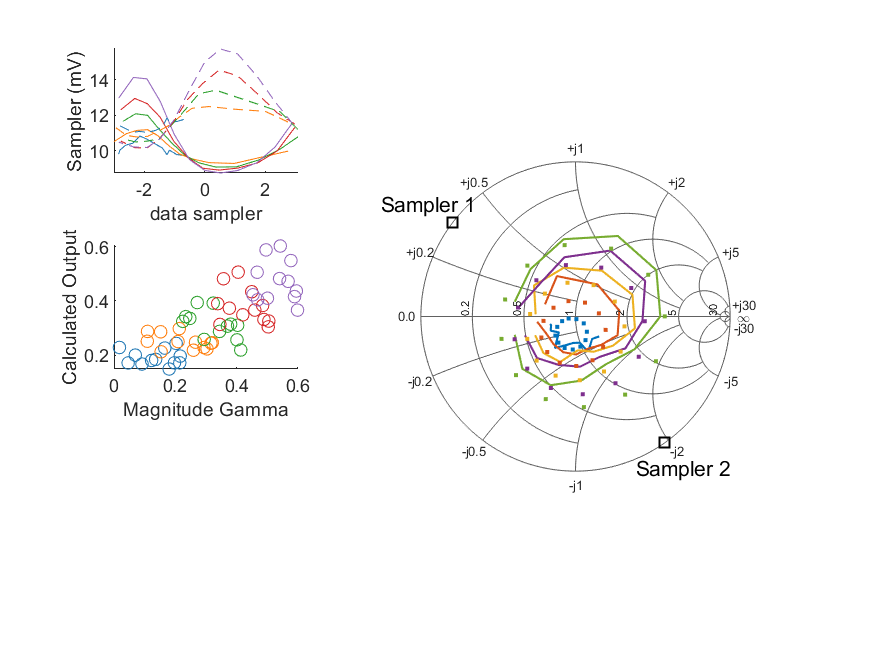 Sampler (mV)
14
12
10
-2
0
2
data sampler
Calculated Output
0.6
0.4
0.2
0
0.2
0.4
0.6
Magnitude Gamma
+j1
+j0.5
+j2
Sampler 1
+j0.2
+j5
0.0
0.2
0.5
1
2
5
30
+j30
∞
-j30
-j0.2
-j5
-j0.5
-j2
Sampler 2
-j1